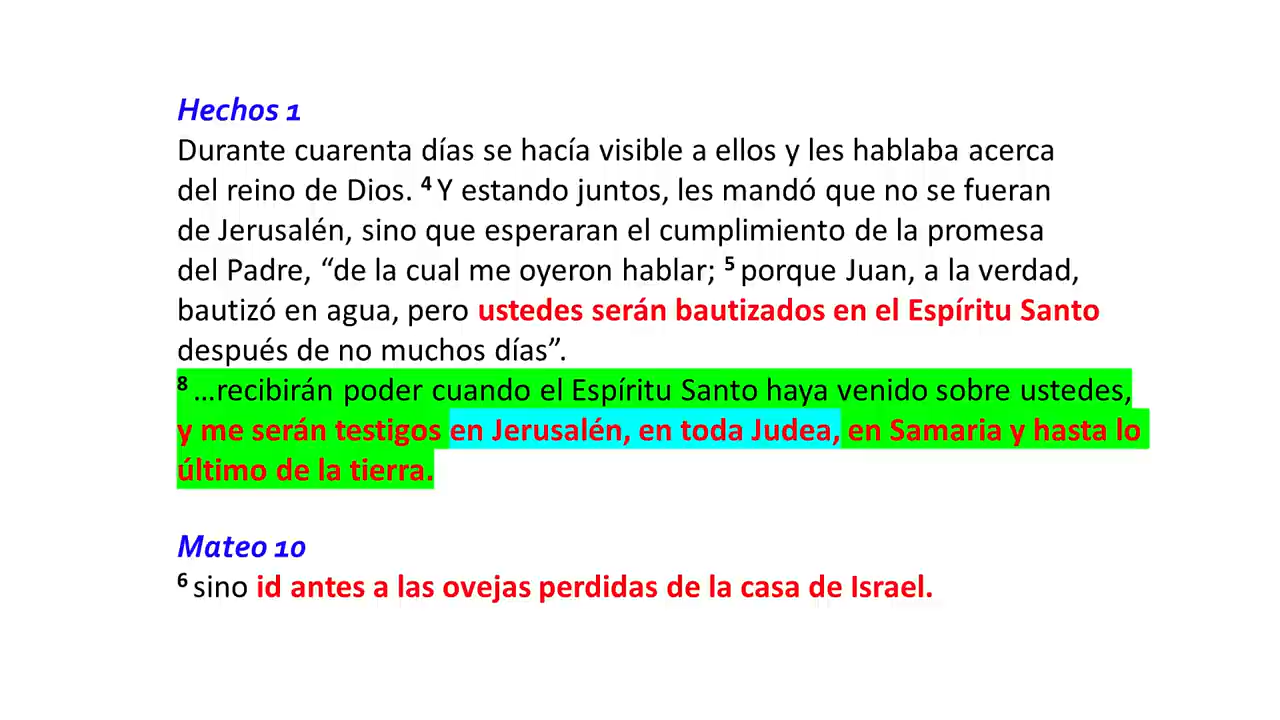 Hechos 1
Durante cuarenta días se hacía visible a ellos y les hablaba acerca
del reino de Dios. 4 Y estando juntos, les mandó que no se fueran
de Jerusalén, sino que esperaran el cumplimiento de la promesa
del Padre, “de la cual me oyeron hablar; 5 porque Juan, a la verdad,
bautizó en agua, pero ustedes serán bautizados en el Espíritu Santo
después de no muchos días”.
8 …recibirán poder cuando el Espíritu Santo haya venido sobre ustedes,
y me serán testigos en Jerusalén, en toda Judea, en Samaria y hasta lo
último de la tierra.
Mateo 10
6 sino id antes a las ovejas perdidas de la casa de Israel.